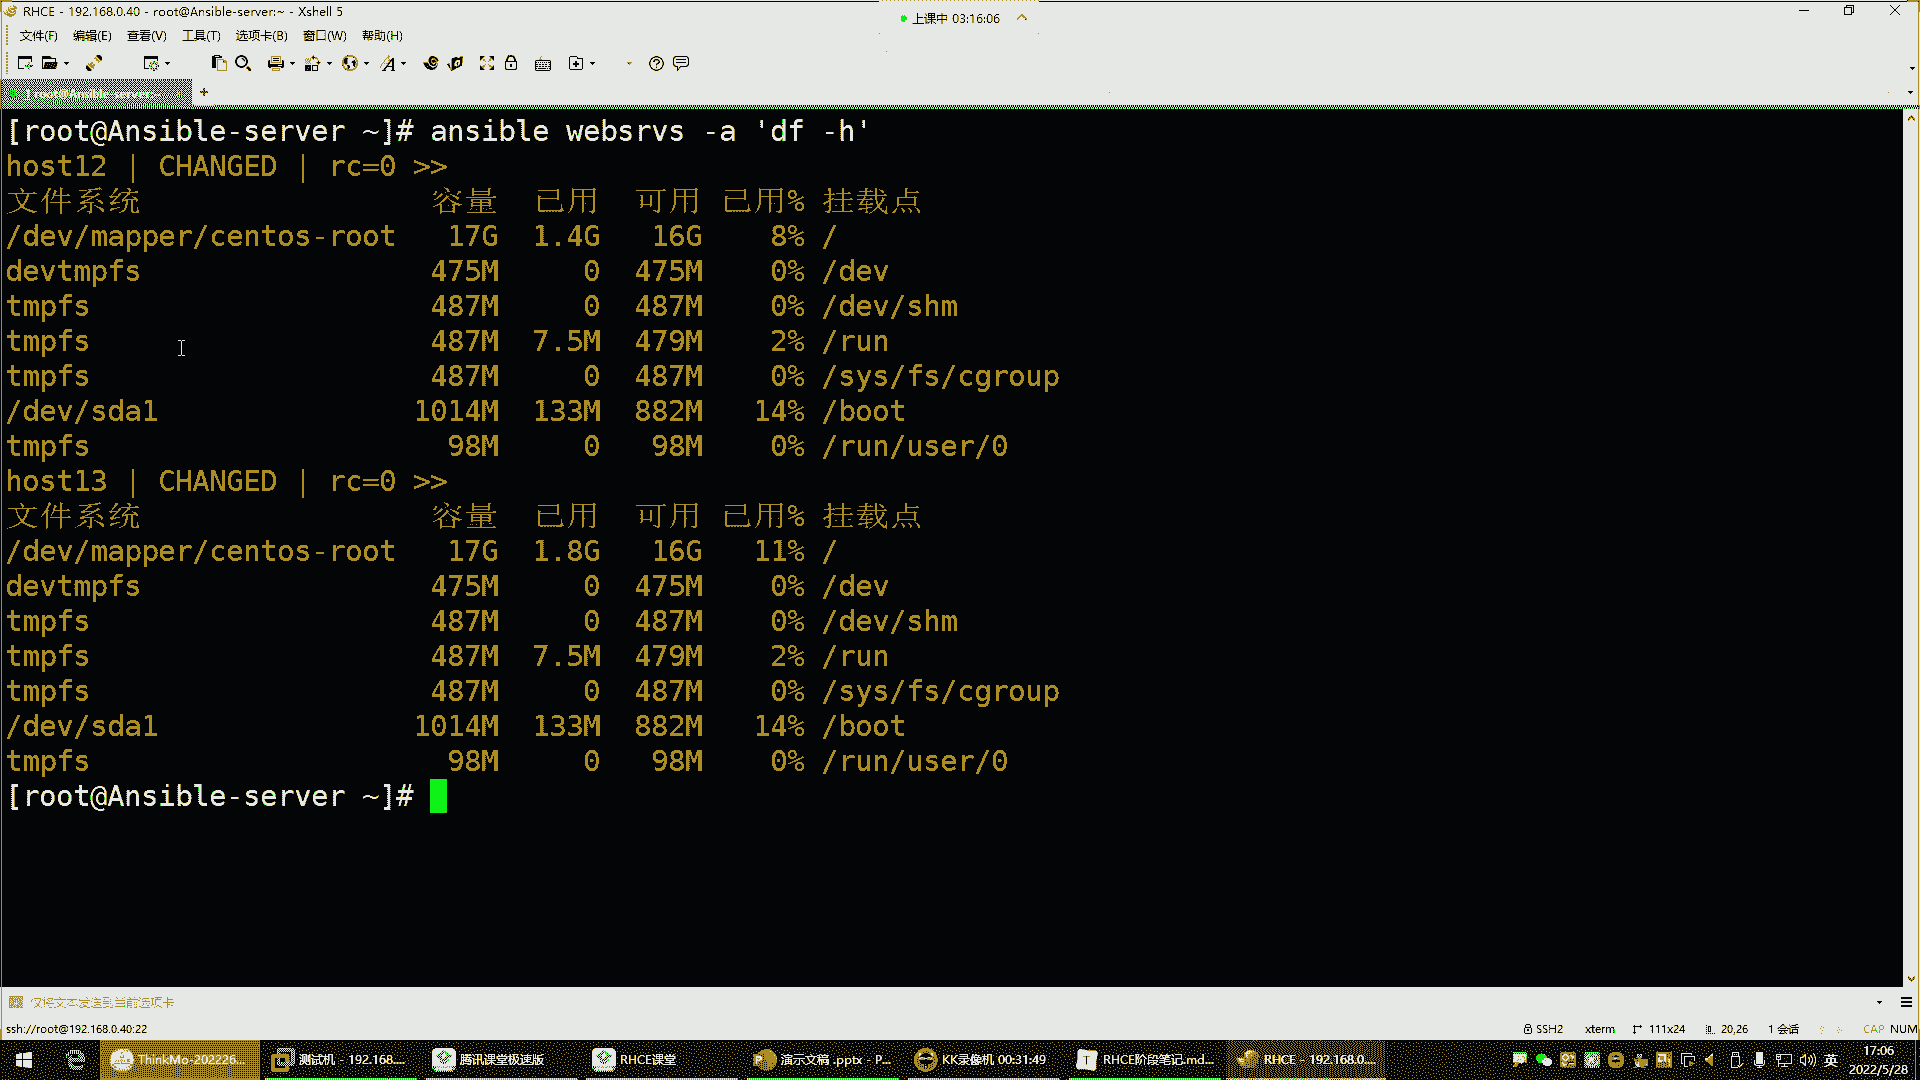 RHCE - 192.168.0.40 - root@Ansible-server:~ - Xshell 5
上课中 03:16:06
文件(F) 编辑(E) 查看(V) 工具(T) 选项卡(B) 窗口(W) 帮助(H)
[root@Ansible-server ~]# ansible websrvs -a 'df -h'
host12 | CHANGED | rc=0 >>
文件系统 容量 已用 可用 已用% 挂载点
/dev/mapper/centos-root 17G 1.4G 16G 8% /
devtmpfs 475M 0 475M 0% /dev
tmpfs 487M 0 487M 0% /dev/shm
tmpfs 487M 7.5M 479M 2% /run
tmpfs 487M 0 487M 0% /sys/fs/cgroup
/dev/sda1 1014M 133M 882M 14% /boot
tmpfs 98M 0 98M 0% /run/user/0
host13 | CHANGED | rc=0 >>
文件系统 容量 已用 可用 已用% 挂载点
/dev/mapper/centos-root 17G 1.8G 16G 11% /
devtmpfs 475M 0 475M 0% /dev
tmpfs 487M 0 487M 0% /dev/shm
tmpfs 487M 7.5M 479M 2% /run
tmpfs 487M 0 487M 0% /sys/fs/cgroup
/dev/sda1 1014M 133M 882M 14% /boot
tmpfs 98M 0 98M 0% /run/user/0
[root@Ansible-server ~]#
仅将文本发送到当前选项卡
ssh://root@192.168.0.40:22 SSH2 xterm 111x24 20,26 1 会话 CAP NUM
ThinkMo-202226... 测试机 - 192.168.... 腾讯课堂极速版 RHCE课堂 演示文稿 .pptx - P... KK录像机 00:31:49 RHCE阶段笔记.md... RHCE - 192.168.0.... 英 17:06
2022/5/28